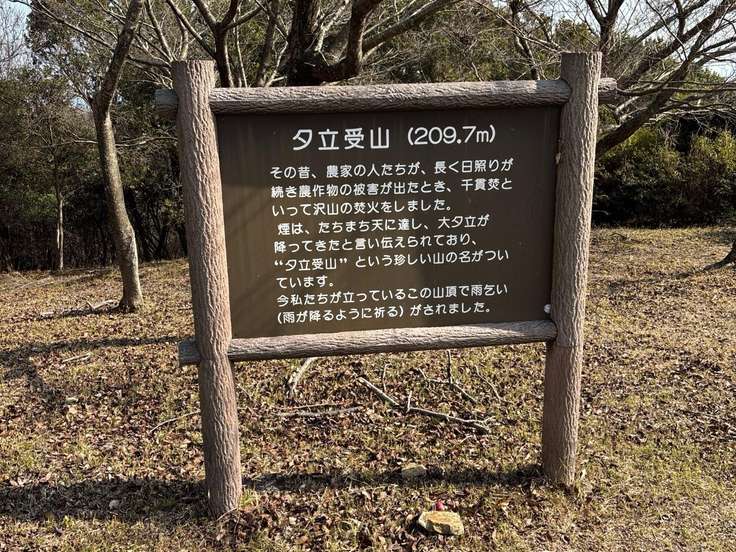 夕立受山（209.7m）
その昔、農家の人たちが、長く日照りが
続き農作物の被害が出たとき、千貫焚と
いって沢山の焚火をしました。
煙は、たちまち天に達し、大夕立が
降ってきたと言い伝えられており、
“夕立受山”という珍しい山の名がつい
ています。
今私たちが立っているこの山頂で雨乞い
（雨が降るように祈る）がされました。